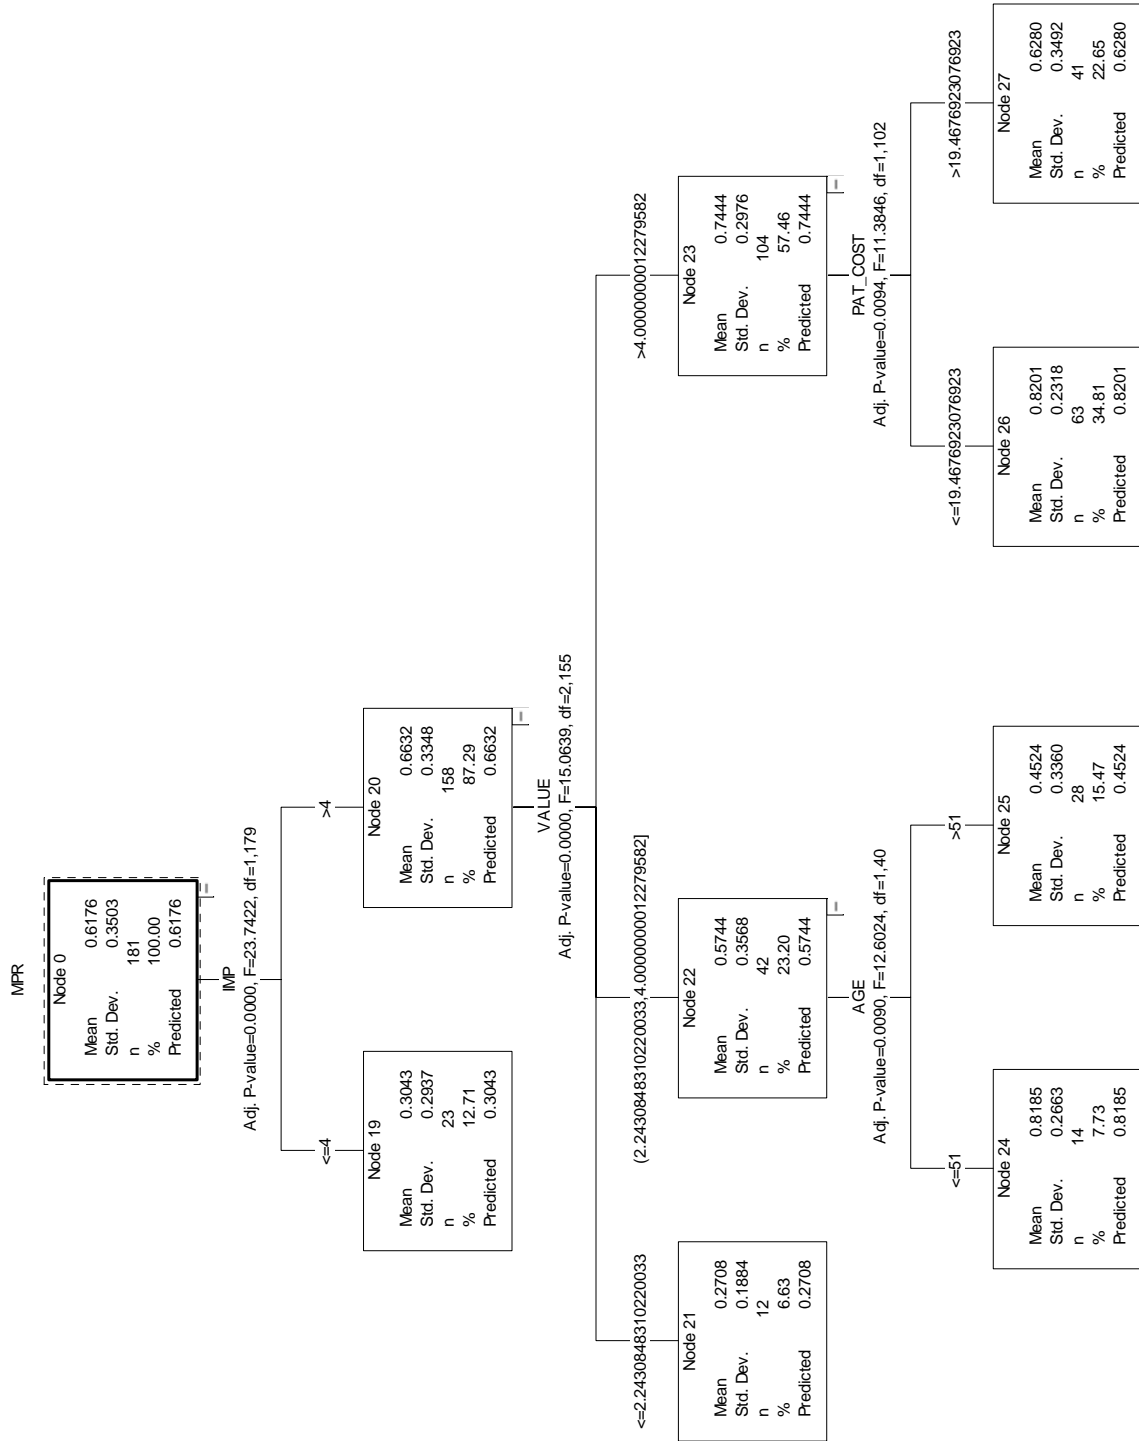 MPR
Node 0
Mean 0.6176
Std. Dev. 0.3503
n 181
% 100.00
Predicted 0.6176
IMP
Adj. P-value=0.0000, F=23.7422, df=1,179
<=4
>4
Node 19
Mean 0.3043
Std. Dev. 0.2937
n 23
% 12.71
Predicted 0.3043
Node 20
Mean 0.6632
Std. Dev. 0.3348
n 158
% 87.29
Predicted 0.6632
VALUE
Adj. P-value=0.0000, F=15.0639, df=2,155
<=2.2430848310220033
(2.2430848310220033,4.0000000012279582]
>4.0000000012279582
Node 21
Mean 0.2708
Std. Dev. 0.1884
n 12
% 6.63
Predicted 0.2708
Node 22
Mean 0.5744
Std. Dev. 0.3568
n 42
% 23.20
Predicted 0.5744
Node 23
Mean 0.7444
Std. Dev. 0.2976
n 104
% 57.46
Predicted 0.7444
AGE
Adj. P-value=0.0090, F=12.6024, df=1,40
PAT_COST
Adj. P-value=0.0094, F=11.3846, df=1,102
<=51
>51
<=19.4676923076923
>19.4676923076923
Node 24
Mean 0.8185
Std. Dev. 0.2663
n 14
% 7.73
Predicted 0.8185
Node 25
Mean 0.4524
Std. Dev. 0.3360
n 28
% 15.47
Predicted 0.4524
Node 26
Mean 0.8201
Std. Dev. 0.2318
n 63
% 34.81
Predicted 0.8201
Node 27
Mean 0.6280
Std. Dev. 0.3492
n 41
% 22.65
Predicted 0.6280